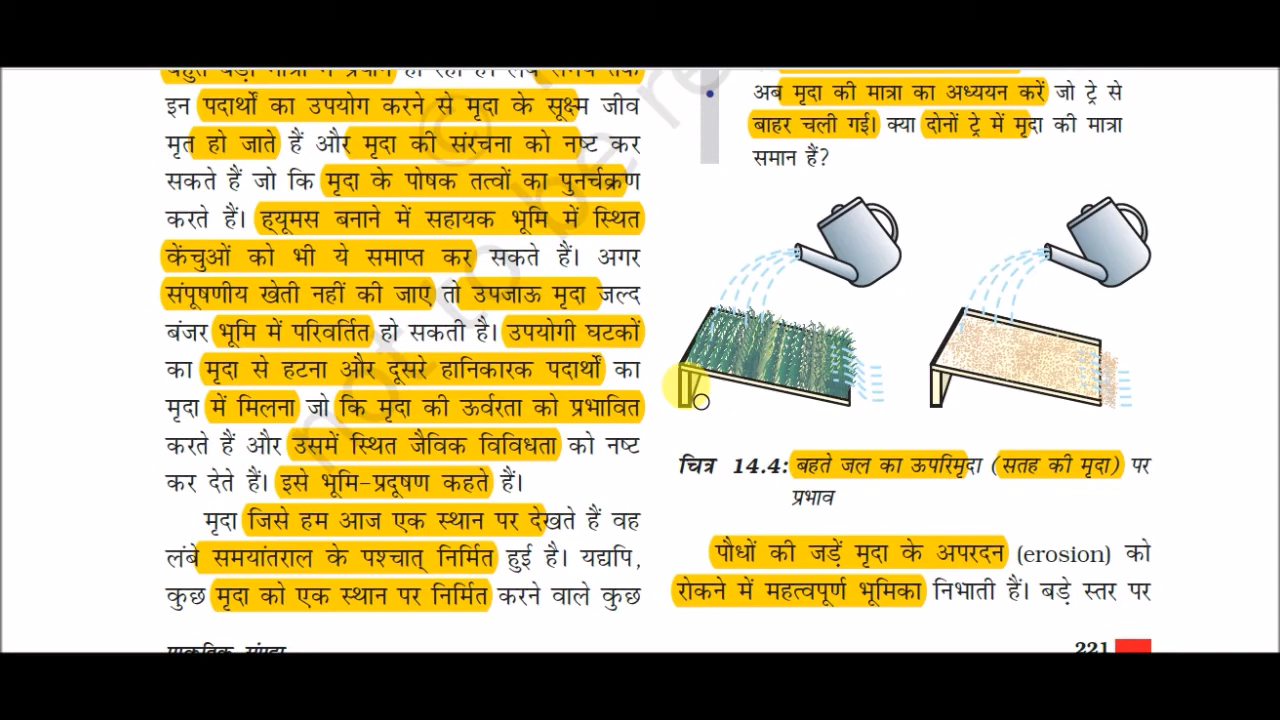 इन पदार्थों का उपयोग करने से मृदा के सूक्ष्म जीव
मृत हो जाते हैं और मृदा की संरचना को नष्ट कर
सकते हैं जो कि मृदा के पोषक तत्वों का पुनर्चक्रण
करते हैं। ह्यूमस बनाने में सहायक भूमि में स्थित
केंचुओं को भी ये समाप्त कर सकते हैं। अगर
संपूषणीय खेती नहीं की जाए तो उपजाऊ मृदा जल्द
बंजर भूमि में परिवर्तित हो सकती है। उपयोगी घटकों
का मृदा से हटना और दूसरे हानिकारक पदार्थों का
मृदा में मिलना जो कि मृदा की ऊर्वरता को प्रभावित
करते हैं और उसमें स्थित जैविक विविधता को नष्ट
कर देते हैं। इसे भूमि-प्रदूषण कहते हैं।
मृदा जिसे हम आज एक स्थान पर देखते हैं वह
लंबे समयांतराल के पश्चात् निर्मित हुई है। यद्यपि,
कुछ मृदा को एक स्थान पर निर्मित करने वाले कुछ
अब मृदा की मात्रा का अध्ययन करें जो ट्रे से
बाहर चली गई। क्या दोनों ट्रे में मृदा की मात्रा
समान हैं?
चित्र 14.4: बहते जल का ऊपरिमृदा (सतह की मृदा) पर
प्रभाव
पौधों की जड़ें मृदा के अपरदन (erosion) को
रोकने में महत्वपूर्ण भूमिका निभाती हैं। बड़े स्तर पर
221